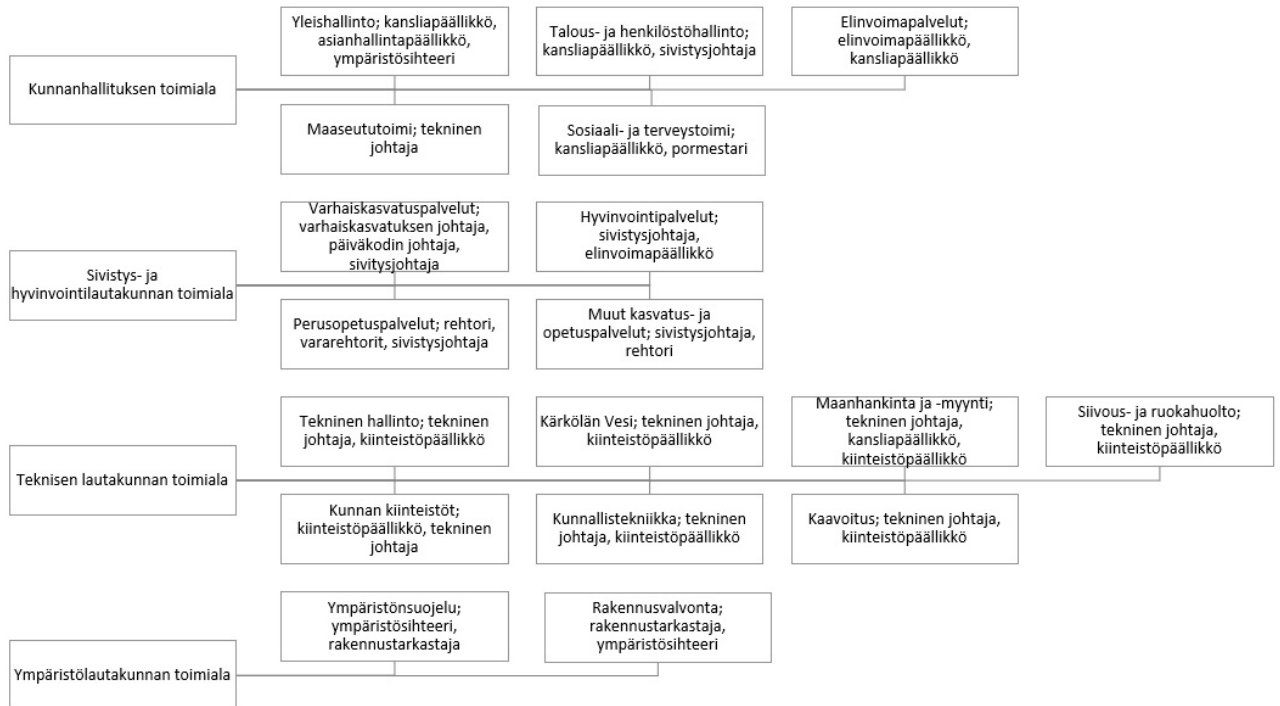 Kunnanhallituksen toimiala
Yleishallinto; kansliapäällikkö,
asianhallintapäällikkö,
ympäristösihteeri
Talous- ja henkilöstöhallinto;
kansliapäällikkö, sivistysjohtaja
Elinvoimapalvelut;
elinvoimapäällikkö,
kansliapäällikkö
Maaseututoimi; tekninen
johtaja
Sosiaali- ja terveystoimi;
kansliapäällikkö, pormestari
Sivistys- ja
hyvinvointilautakunnan toimiala
Varhaiskasvatuspalvelut;
varhaiskasvatuksen johtaja,
päiväkodin johtaja,
sivitysjohtaja
Hyvinvointipalvelut;
sivistysjohtaja,
elinvoimapäällikkö
Perusopetuspalvelut; rehtori,
vararehtorit, sivistysjohtaja
Muut kasvatus- ja
opetuspalvelut; sivistysjohtaja,
rehtori
Teknisen lautakunnan toimiala
Tekninen hallinto; tekninen
johtaja, kiinteistöpäällikkö
Kärkölän Vesi; tekninen johtaja,
kiinteistöpäällikkö
Maanhankinta ja -myynti;
tekninen johtaja,
kansliapäällikkö,
kiinteistöpäällikkö
Siivous- ja ruokahuolto;
tekninen johtaja,
kiinteistöpäällikkö
Kunnan kiinteistöt;
kiinteistöpäällikkö, tekninen
johtaja
Kunnallistekniikka; tekninen
johtaja, kiinteistöpäällikkö
Kaavoitus; tekninen johtaja,
kiinteistöpäällikkö
Ympäristölautakunnan toimiala
Ympäristönsuojelu;
ympäristösihteeri,
rakennustarkastaja
Rakennusvalvonta;
rakennustarkastaja,
ympäristösihteeri